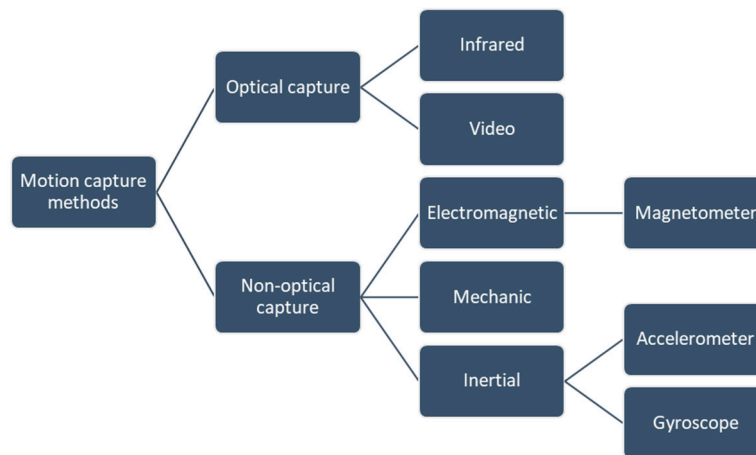 Motion capture
methods
Optical capture
Infrared
Video
Non-optical
capture
Electromagnetic
Magnetometer
Mechanic
Inertial
Accelerometer
Gyroscope